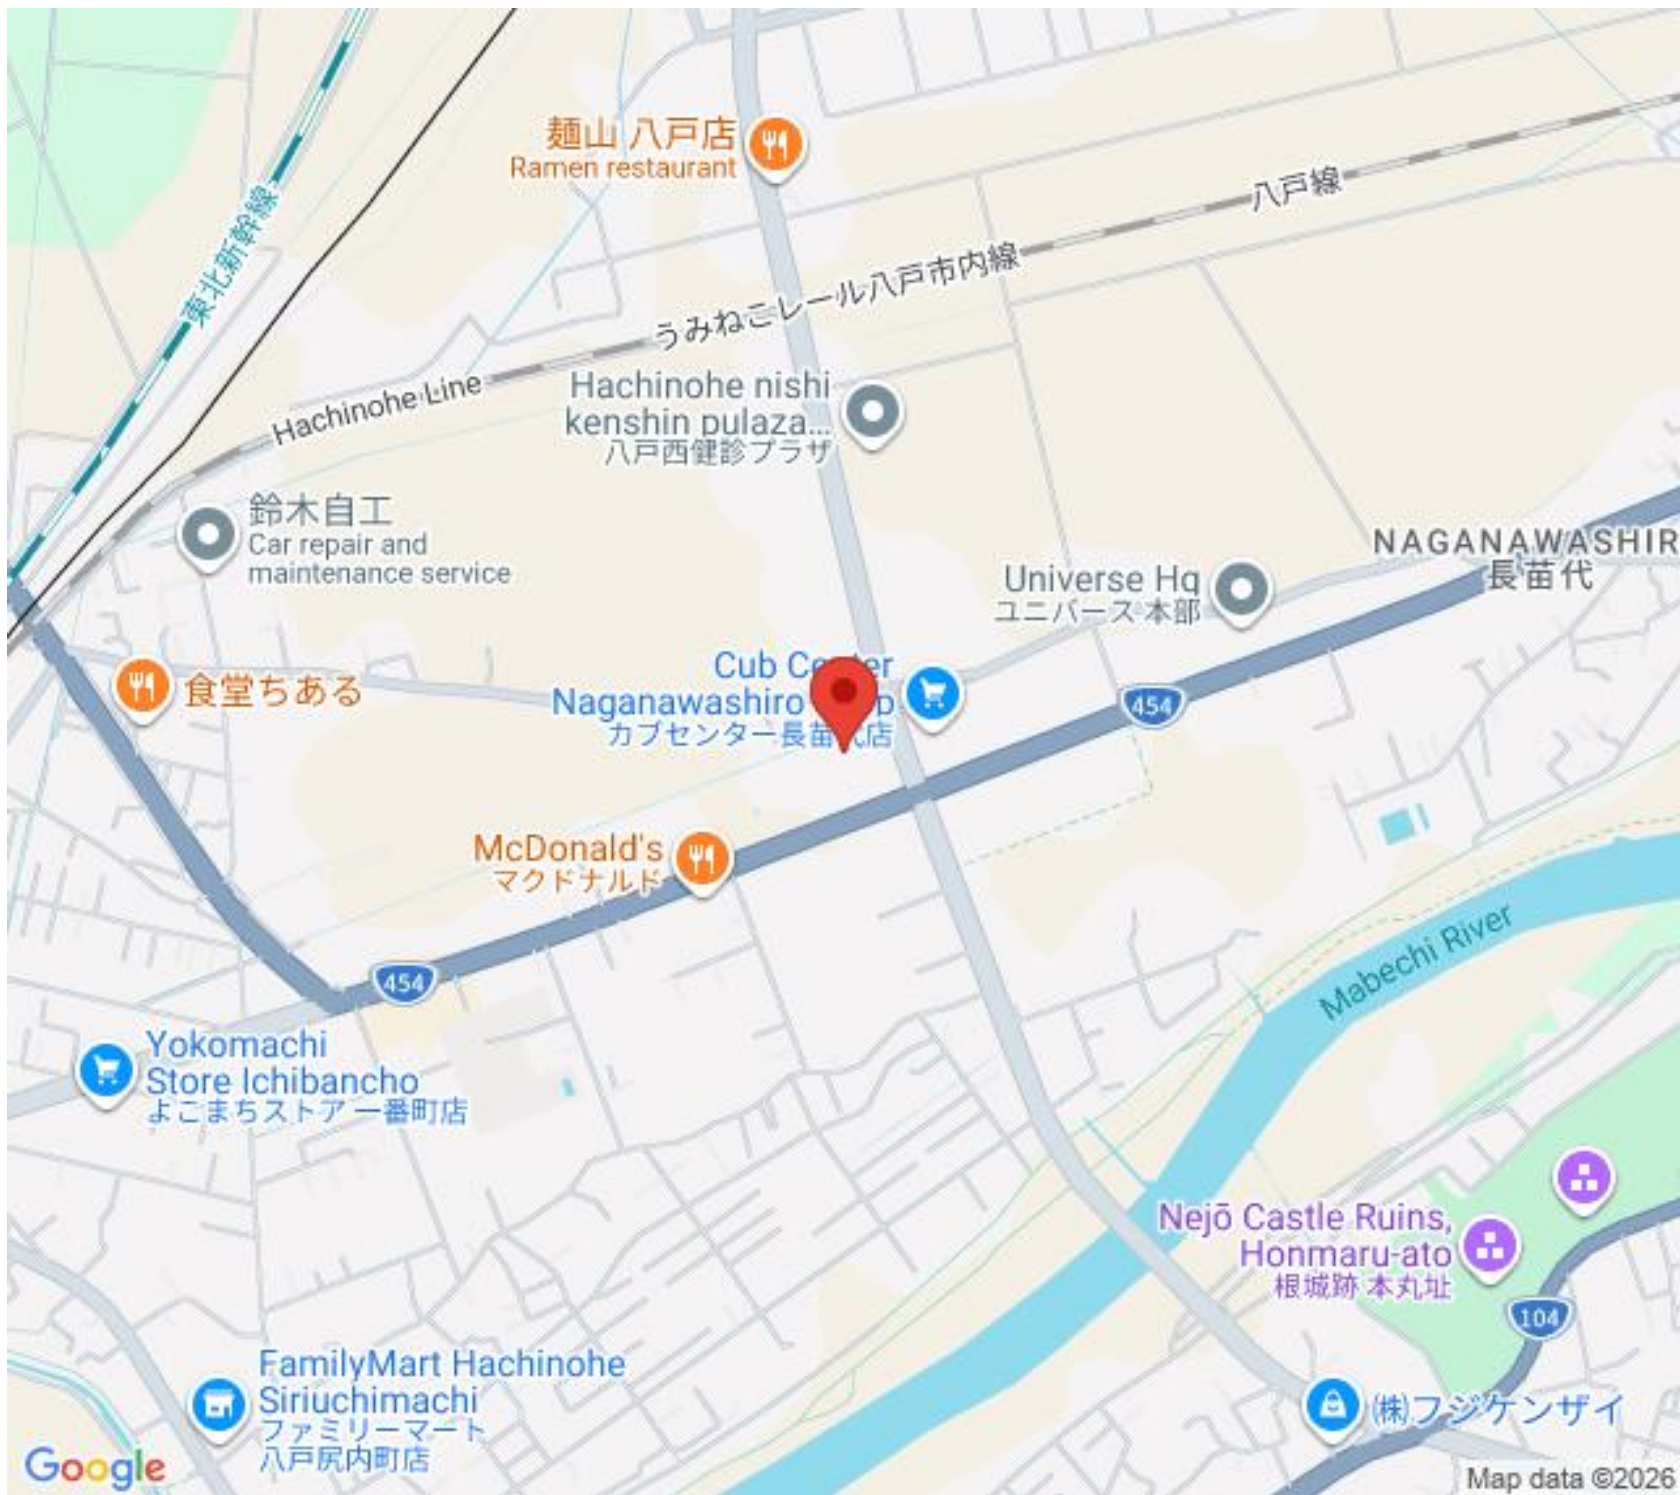 麺山 八戸店
Ramen restaurant
八戸線
東北新幹線
うみねこレール八戸市内線
Hachinohe Line
Hachinohe nishi
kenshin pulaza...
八戸西健診プラザ
鈴木自工
Car repair and
maintenance service
NAGANAWASHIR
長苗代
Universe Hq
ユニバース 本部
Cub Center
Naganawashiro
カブセンター長苗代店
食堂ちある
454
McDonald's
マクドナルド
454
Mabechi River
Yokomachi
Store Ichibancho
よこまちストア 一番町店
Nejō Castle Ruins,
Honmaru-ato
根城跡 本丸址
104
FamilyMart Hachinohe
Siriuchimachi
ファミリーマート
八戸尻内町店
㈱フジケンザイ
Google
Map data ©2026